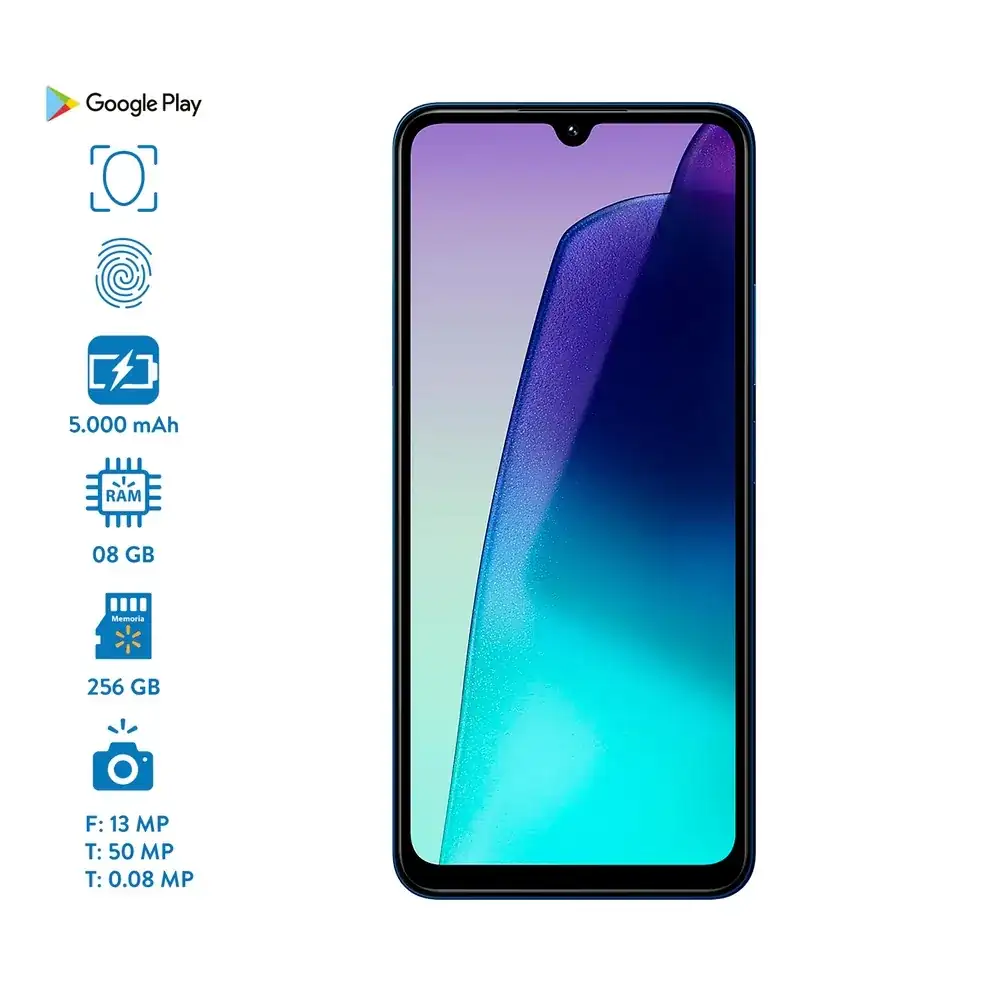 Google Play
5.000 mAh
RAM
08 GB
Memoria
256 GB
F: 13 MP
T: 50 MP
T: 0.08 MP